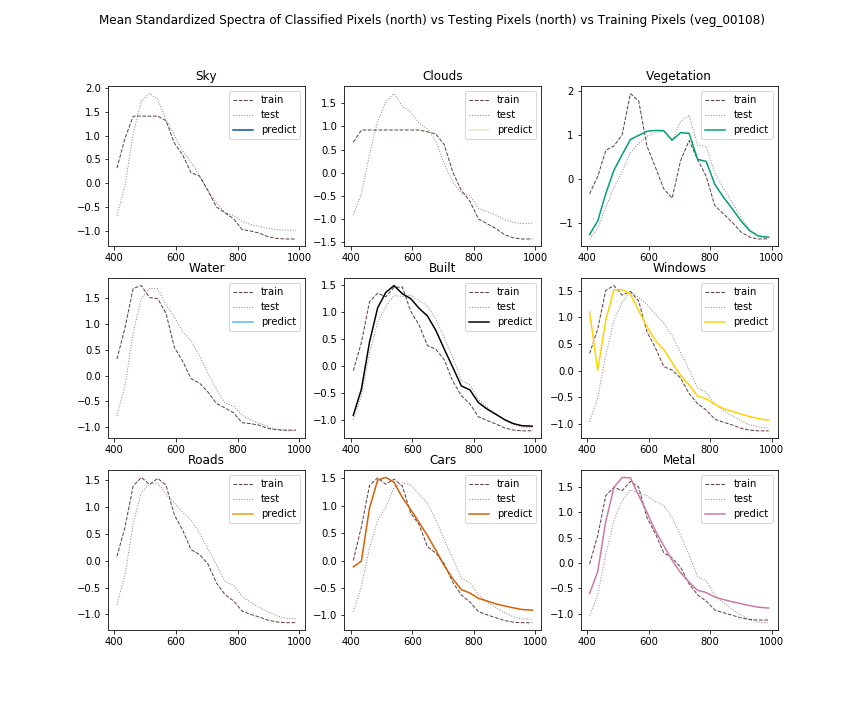 Mean Standardized Spectra of Classified Pixels (north) vs Testing Pixels (north) vs Training Pixels (veg_00108)
Sky
Clouds
Vegetation
2.0
1.5
1.0
0.5
0.0
−0.5
−1.0
train
test
predict
400 600 800 1000
1.5
1.0
0.5
0.0
−0.5
−1.0
−1.5
train
test
predict
400 600 800 1000
2
1
0
−1
train
test
predict
400 600 800 1000
Water
Built
Windows
1.5
1.0
0.5
0.0
−0.5
−1.0
train
test
predict
400 600 800 1000
1.5
1.0
0.5
0.0
−0.5
−1.0
train
test
predict
400 600 800 1000
1.5
1.0
0.5
0.0
−0.5
−1.0
train
test
predict
400 600 800 1000
Roads
Cars
Metal
1.5
1.0
0.5
0.0
−0.5
−1.0
train
test
predict
400 600 800 1000
1.5
1.0
0.5
0.0
−0.5
−1.0
train
test
predict
400 600 800 1000
1.5
1.0
0.5
0.0
−0.5
−1.0
train
test
predict
400 600 800 1000